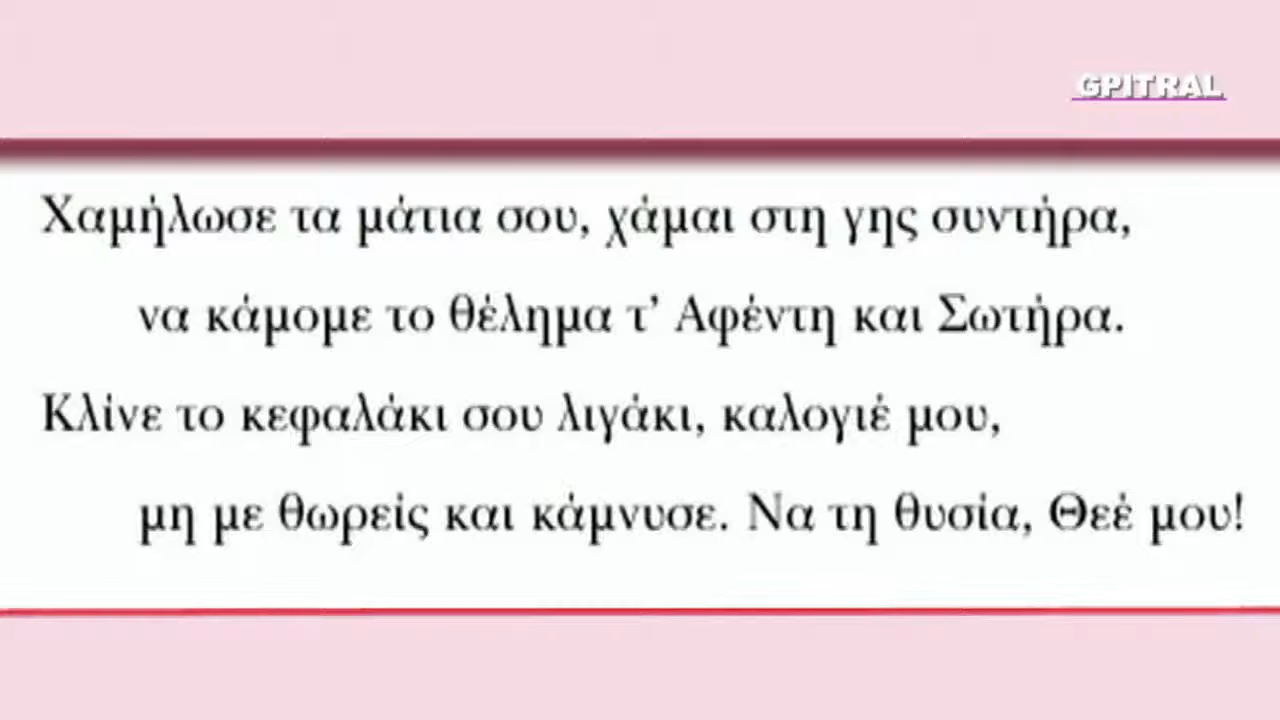 GPITRAL
Χαμήλωσε τα μάτια σου, χάμαι στη γης συντήρα,
να κάμομε το θέλημα τ’ Αφέντη και Σωτήρα.
Κλίνε το κεφαλάκι σου λιγάκι, καλογιέ μου,
μη με θωρείς και κάμνυσε. Να τη θυσία, Θεέ μου!